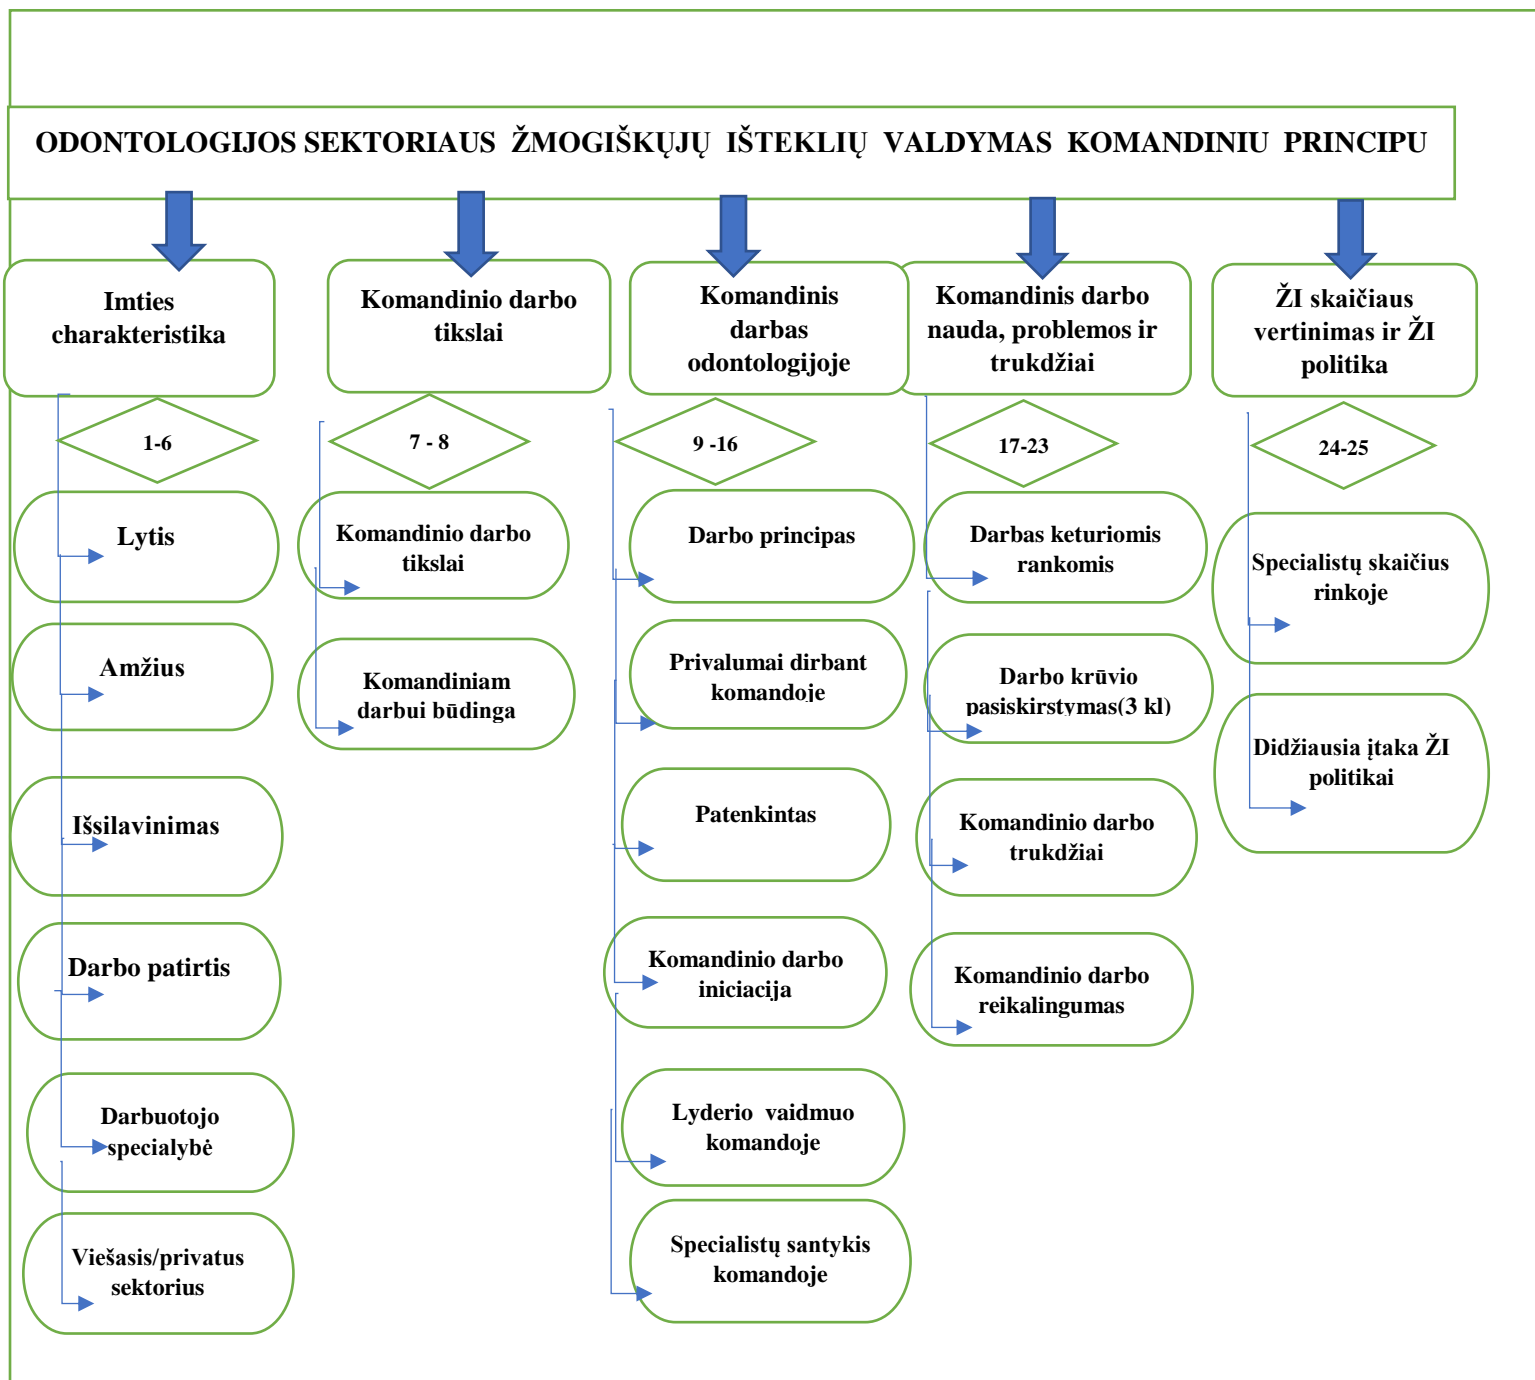 ODONTOLOGIJOS SEKTORIAUS ŽMOGIŠKŲJŲ IŠTEKLIŲ VALDYMAS KOMANDINIU PRINCIPU
Imties
charakteristika
1-6
Lytis
Amžius
Išsilavinimas
Darbo patirtis
Darbuotojo
specialybė
Viešasis/privatus
sektorius
Komandinio darbo
tikslai
7 - 8
Komandinio darbo
tikslai
Komandiniam
darbui būdinga
Komandinis
darbas
odontologijoje
9 -16
Darbo principas
Privalumai dirbant
komandoje
Patenkintas
Komandinio darbo
iniciacija
Lyderio vaidmuo
komandoje
Specialistų santykis
komandoje
Komandinis darbo
nauda, problemos ir
trukdžiai
17-23
Darbas keturiomis
rankomis
Darbo krūvio
pasiskirstymas(3 kl)
Komandinio darbo
trukdžiai
Komandinio darbo
reikalingumas
ŽI skaičiaus
vertinimas ir ŽI
politika
24-25
Specialistų skaičius
rinkoje
Didžiausia įtaka ŽI
politikai